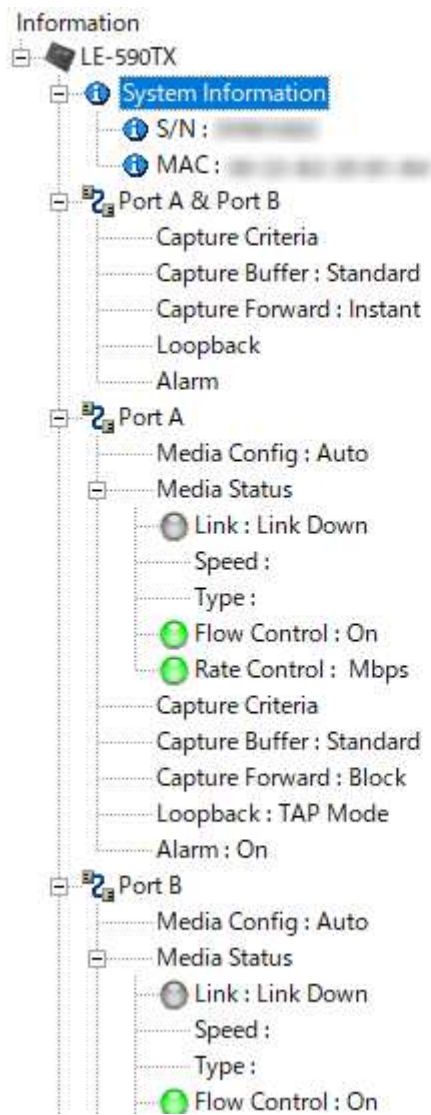 Information
LE-590TX
System Information
S/N :
MAC :
Port A & Port B
Capture Criteria
Capture Buffer : Standard
Capture Forward : Instant
Loopback
Alarm
Port A
Media Config : Auto
Media Status
Link : Link Down
Speed :
Type :
Flow Control : On
Rate Control :  Mbps
Capture Criteria
Capture Buffer : Standard
Capture Forward : Block
Loopback : TAP Mode
Alarm : On
Port B
Media Config : Auto
Media Status
Link : Link Down
Speed :
Type :
Flow Control : On